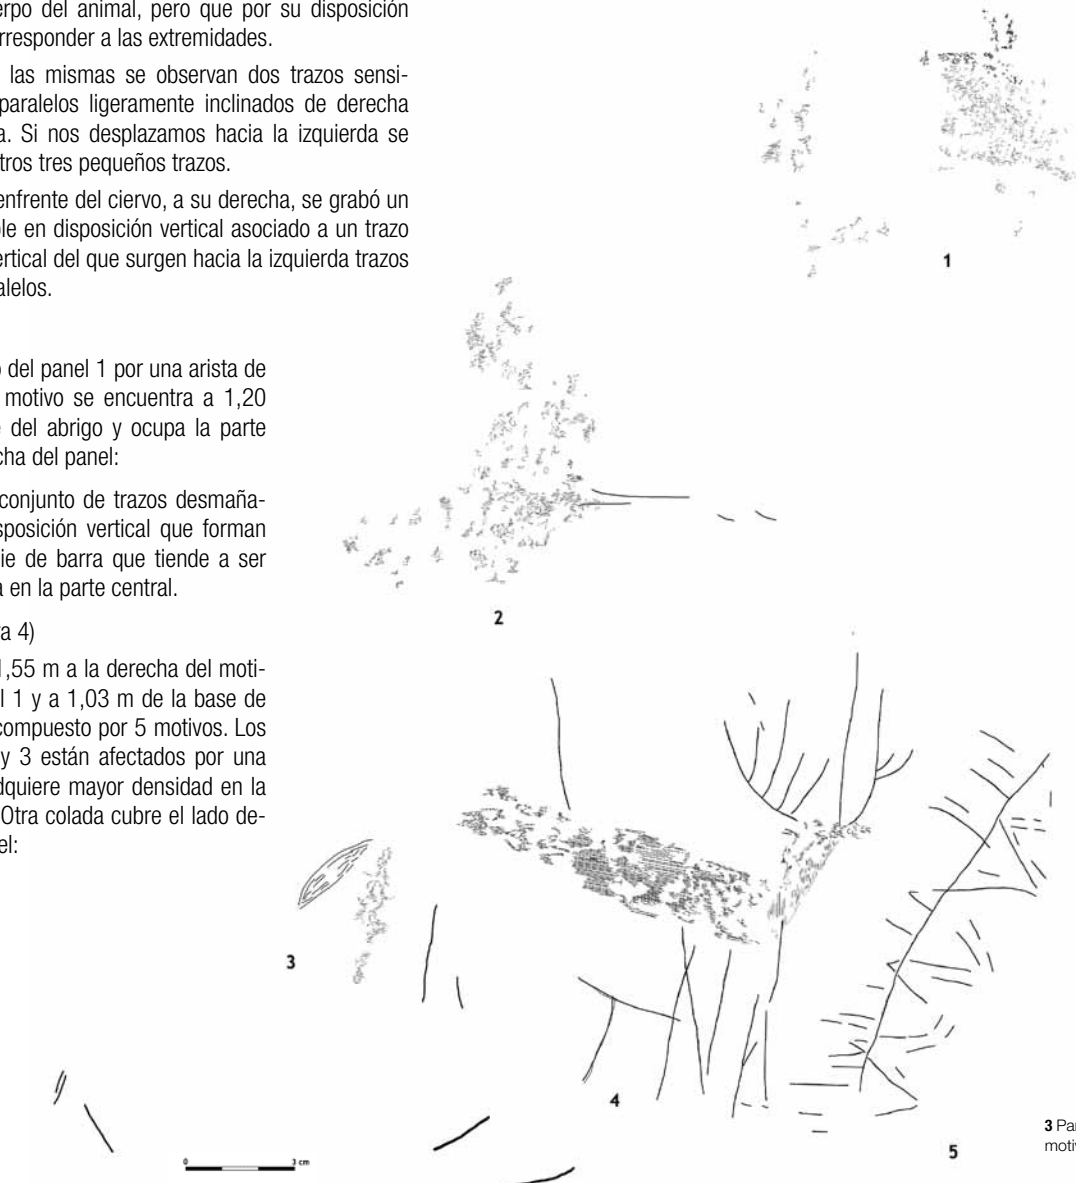 erpo del animal, pero que por su disposición
rresponder a las extremidades.
las mismas se observan dos trazos sensi-
paralelos ligeramente inclinados de derecha
a. Si nos desplazamos hacia la izquierda se
tros tres pequeños trazos.
enfrente del ciervo, a su derecha, se grabó un
ble en disposición vertical asociado a un trazo
ertical del que surgen hacia la izquierda trazos
alelos.
o del panel 1 por una arista de
motivo se encuentra a 1,20
e del abrigo y ocupa la parte
cha del panel:
conjunto de trazos desmaña-
sposición vertical que forman
ie de barra que tiende a ser
a en la parte central.
ra 4)
1,55 m a la derecha del moti-
el 1 y a 1,03 m de la base de
compuesto por 5 motivos. Los
y 3 están afectados por una
dquiere mayor densidad en la
Otra colada cubre el lado de-
el:
1
2
3
4
5
0 3 cm
3 Par
motiv